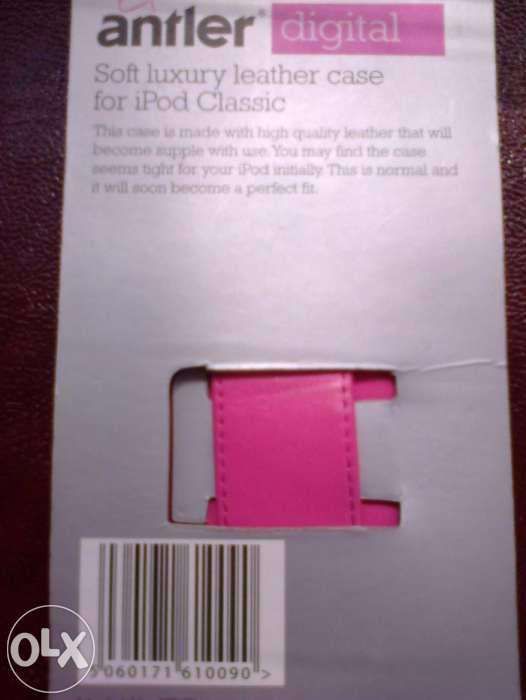 antler® digital
Soft luxury leather case
for iPod Classic
This case is made with high quality leather that will
become supple with use. You may find the case
seems tight for your iPod initially. This is normal and
it will soon become a perfect fit.
5 060171 610090 >
OLX